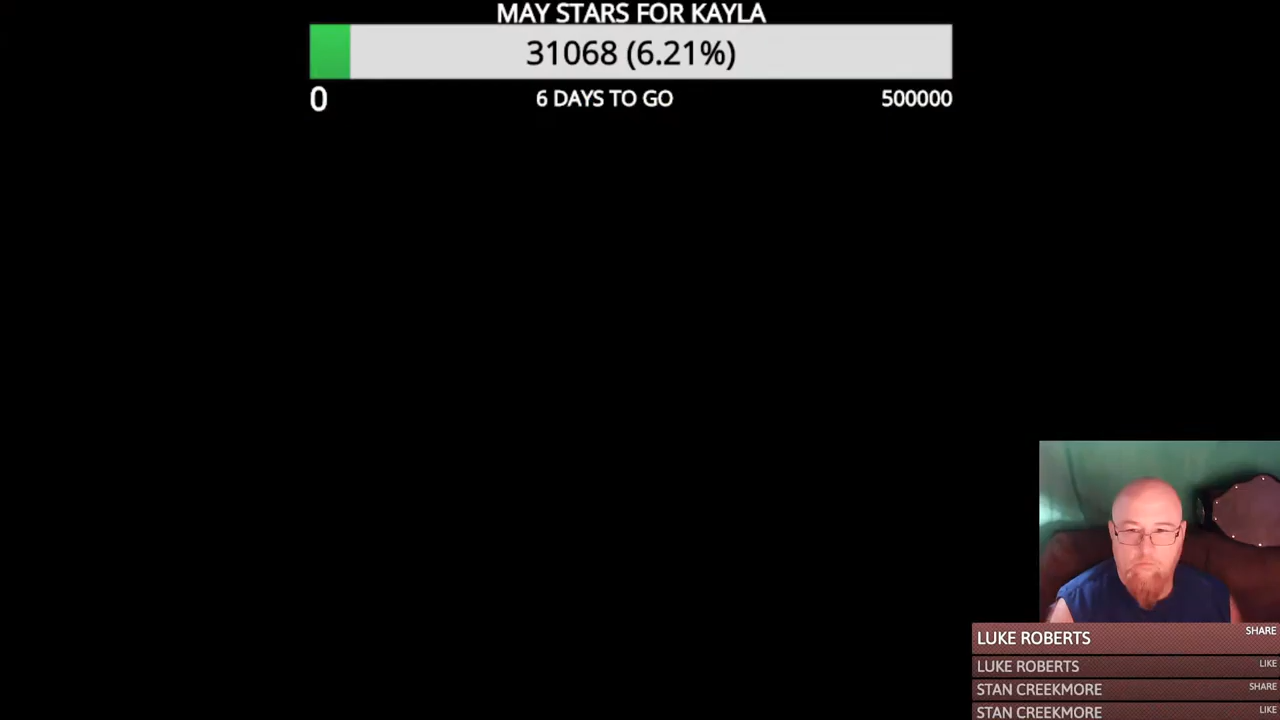 MAY STARS FOR KAYLA
31068 (6.21%)
0 6 DAYS TO GO 500000
LUKE ROBERTS SHARE
LUKE ROBERTS LIKE
STAN CREEKMORE SHARE
STAN CREEKMORE LIKE